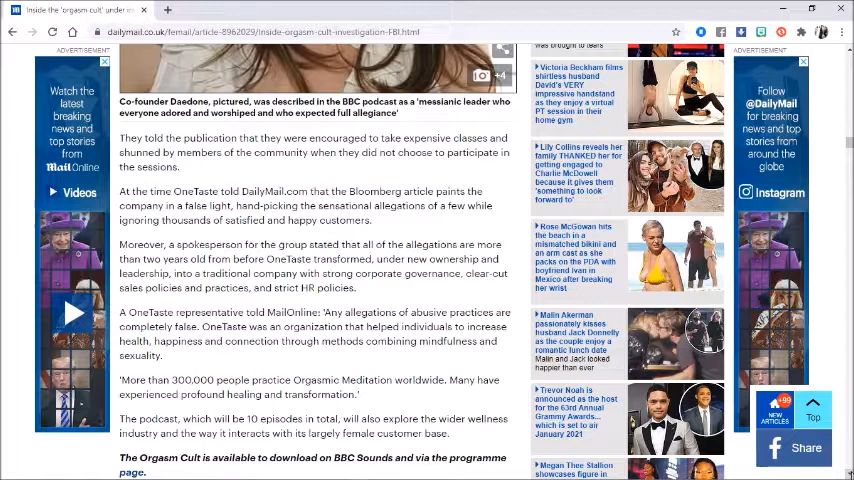 Inside the 'orgasm cult' under ex
dailymail.co.uk/femail/article-8962029/Inside-orgasm-cult-investigation-FBI.html
ADVERTISEMENT
Watch the
latest
breaking
news and
top stories
from
Mail Online
Videos
+4
Co-founder Daedone, pictured, was described in the BBC podcast as a 'messianic leader who
everyone adored and worshiped and who expected full allegiance'
They told the publication that they were encouraged to take expensive classes and
shunned by members of the community when they did not choose to participate in
the sessions.
At the time OneTaste told DailyMail.com that the Bloomberg article paints the
company in a false light, hand-picking the sensational allegations of a few while
ignoring thousands of satisfied and happy customers.
Moreover, a spokesperson for the group stated that all of the allegations are more
than two years old from before OneTaste transformed, under new ownership and
leadership, into a traditional company with strong corporate governance, clear-cut
sales policies and practices, and strict HR policies.
A OneTaste representative told MailOnline: 'Any allegations of abusive practices are
completely false. OneTaste was an organization that helped individuals to increase
health, happiness and connection through methods combining mindfulness and
sexuality.
'More than 300,000 people practice Orgasmic Meditation worldwide. Many have
experienced profound healing and transformation.'
The podcast, which will be 10 episodes in total, will also explore the wider wellness
industry and the way it interacts with its largely female customer base.
The Orgasm Cult is available to download on BBC Sounds and via the programme
page.
was brought to tears
Victoria Beckham films
shirtless husband
David's VERY
impressive handstand
as they enjoy a virtual
PT session in their
home gym
Lily Collins reveals her
family THANKED her for
getting engaged to
Charlie McDowell
because it gives them
'something to look
forward to'
Rose McGowan hits
the beach in a
mismatched bikini and
an arm cast as she
packs on the PDA with
boyfriend Ivan in
Mexico after breaking
her wrist
Malin Akerman
passionately kisses
husband Jack Donnelly
as the couple enjoy a
romantic lunch date
Malin and Jack looked
happier than ever
Trevor Noah is
announced as the
host for the 63rd Annual
Grammy Awards...
which is set to air
January 2021
Megan Thee Stallion
showcases figure in
ADVERTISEMENT
Follow
@DailyMail
for breaking
news and top
stories from
around the
globe
Instagram
+99
NEW
ARTICLES
Top
Share